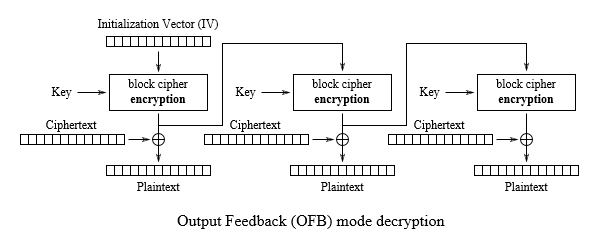 Initialization Vector (IV)
Key
block cipher
encryption
Key
block cipher
encryption
Key
block cipher
encryption
Ciphertext
Ciphertext
Ciphertext
Plaintext
Plaintext
Plaintext
Output Feedback (OFB) mode decryption